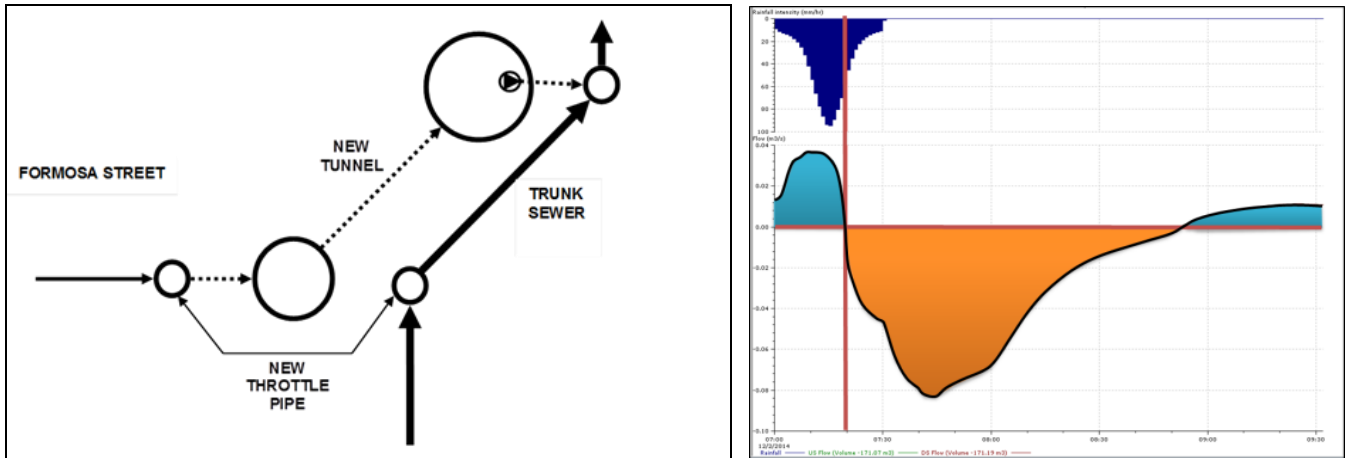 FORMOSA STREET
NEW
TUNNEL
TRUNK
SEWER
NEW
THROTTLE
PIPE
Rainfall intensity (mm/hr)
0
20
40
60
80
100
Flow (m3/s)
0.04
0.02
0.00
-0.02
-0.04
-0.06
-0.08
-0.10
07:00 07:30 08:00 08:30 09:00 09:30
12/2/2014
Rainfall US Flow (Volume -171.07 m3) DS Flow (Volume -171.19 m3)